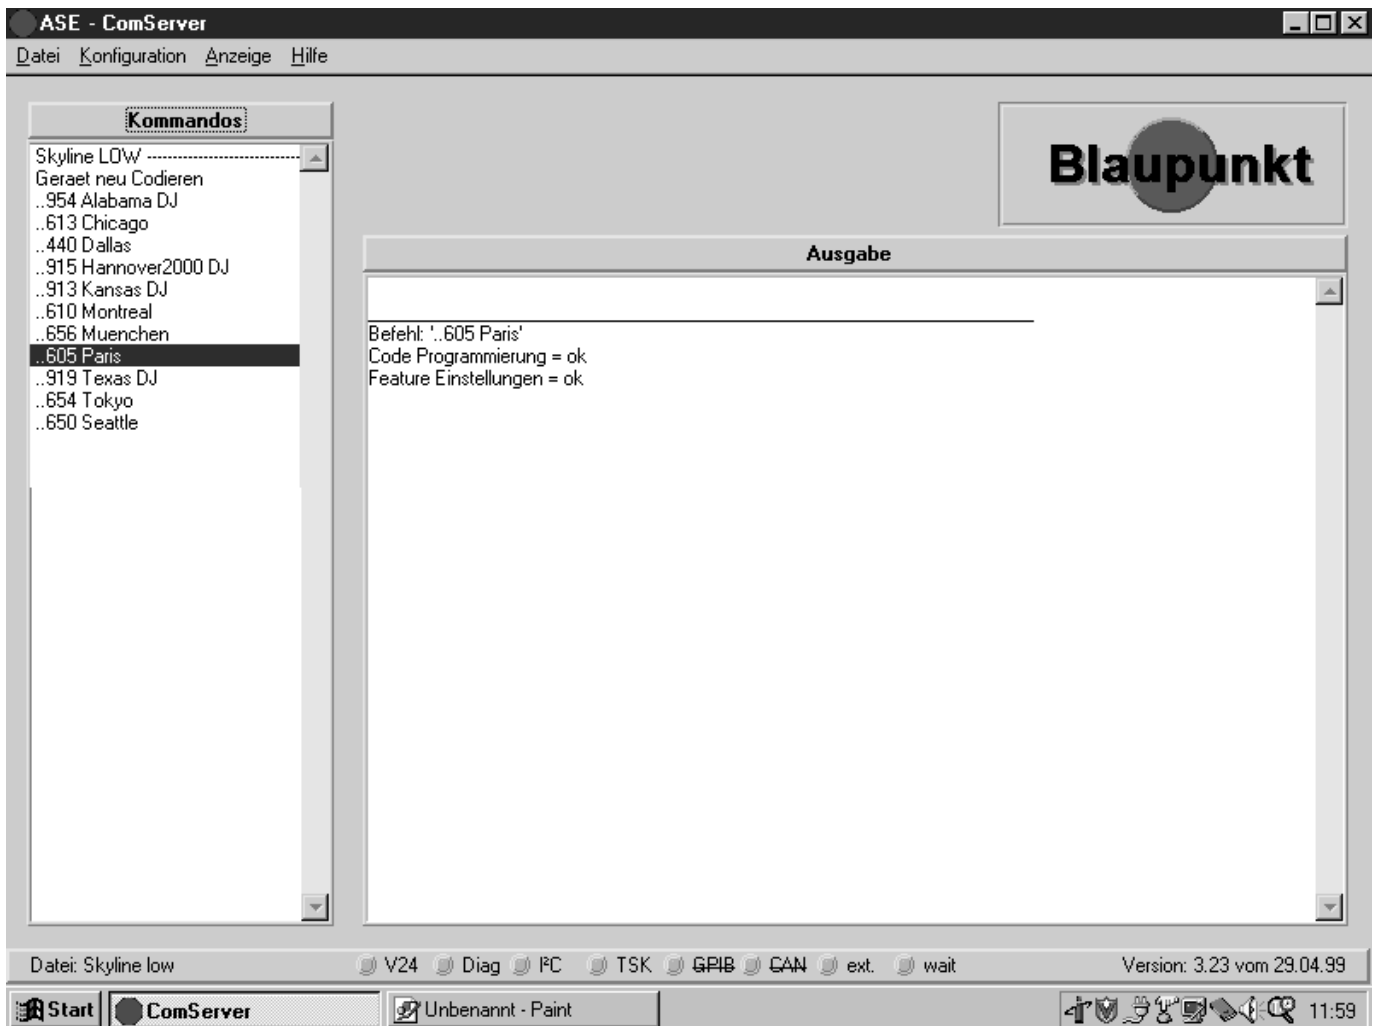 ASE - ComServer
Datei Konfiguration Anzeige Hilfe
Kommandos
Skyline LOW -----------------------------
Geraet neu Codieren
..954 Alabama DJ
..613 Chicago
..440 Dallas
..915 Hannover2000 DJ
..913 Kansas DJ
..610 Montreal
..656 Muenchen
..605 Paris
..919 Texas DJ
..654 Tokyo
..650 Seattle
Blaupunkt
Ausgabe
Befehl: '..605 Paris'
Code Programmierung = ok
Feature Einstellungen = ok
Datei: Skyline low V24 Diag I²C TSK GPIB CAN ext. wait Version: 3.23 vom 29.04.99
Start ComServer Unbenannt - Paint 11:59